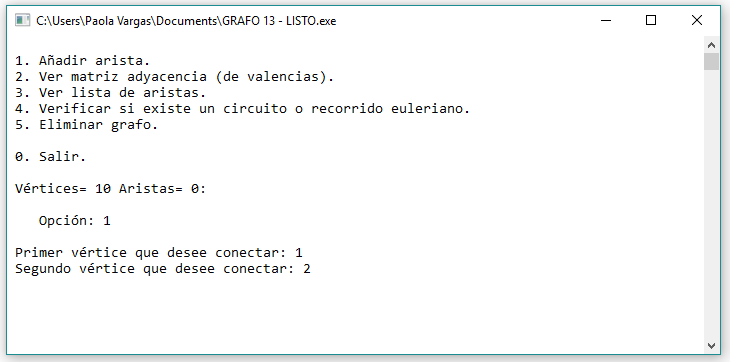 C:\Users\Paola Vargas\Documents\GRAFO 13 - LISTO.exe
1. Añadir arista.
2. Ver matriz adyacencia (de valencias).
3. Ver lista de aristas.
4. Verificar si existe un circuito o recorrido euleriano.
5. Eliminar grafo.
0. Salir.
Vértices= 10 Aristas= 0:
Opción: 1
Primer vértice que desee conectar: 1
Segundo vértice que desee conectar: 2